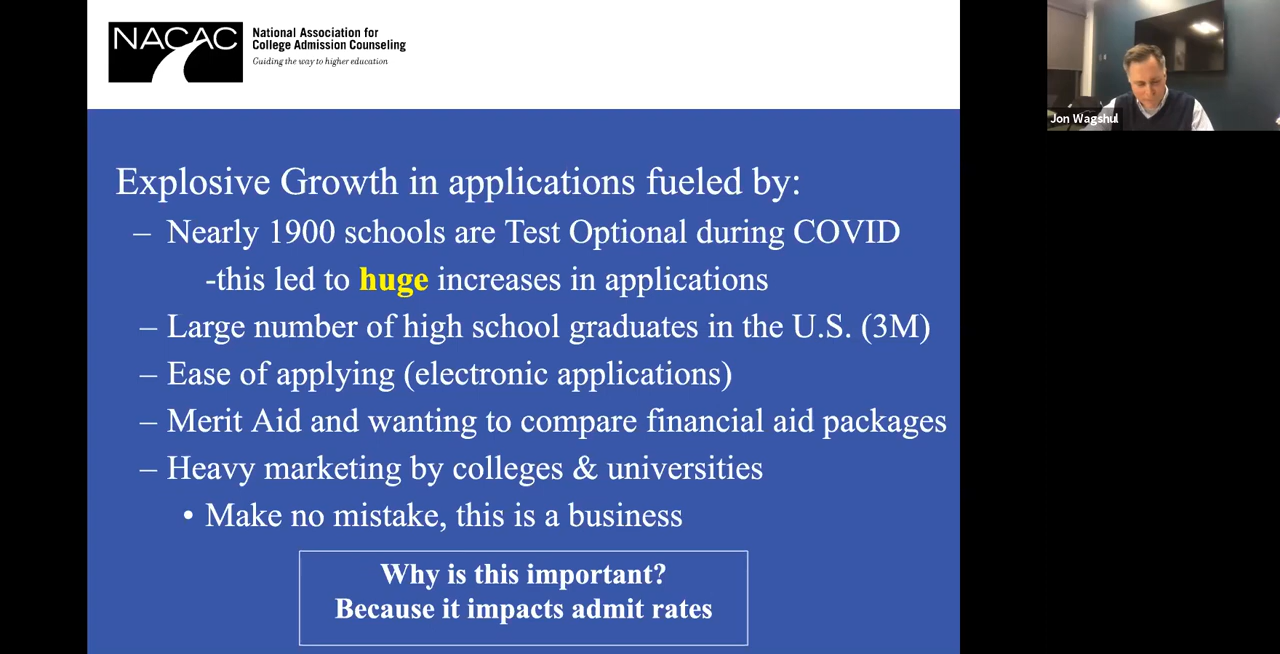 NACAC
National Association for
College Admission Counseling
Guiding the way to higher education
Jon Wagshul
Explosive Growth in applications fueled by:
– Nearly 1900 schools are Test Optional during COVID
-this led to huge increases in applications
– Large number of high school graduates in the U.S. (3M)
– Ease of applying (electronic applications)
– Merit Aid and wanting to compare financial aid packages
– Heavy marketing by colleges & universities
• Make no mistake, this is a business
Why is this important?
Because it impacts admit rates